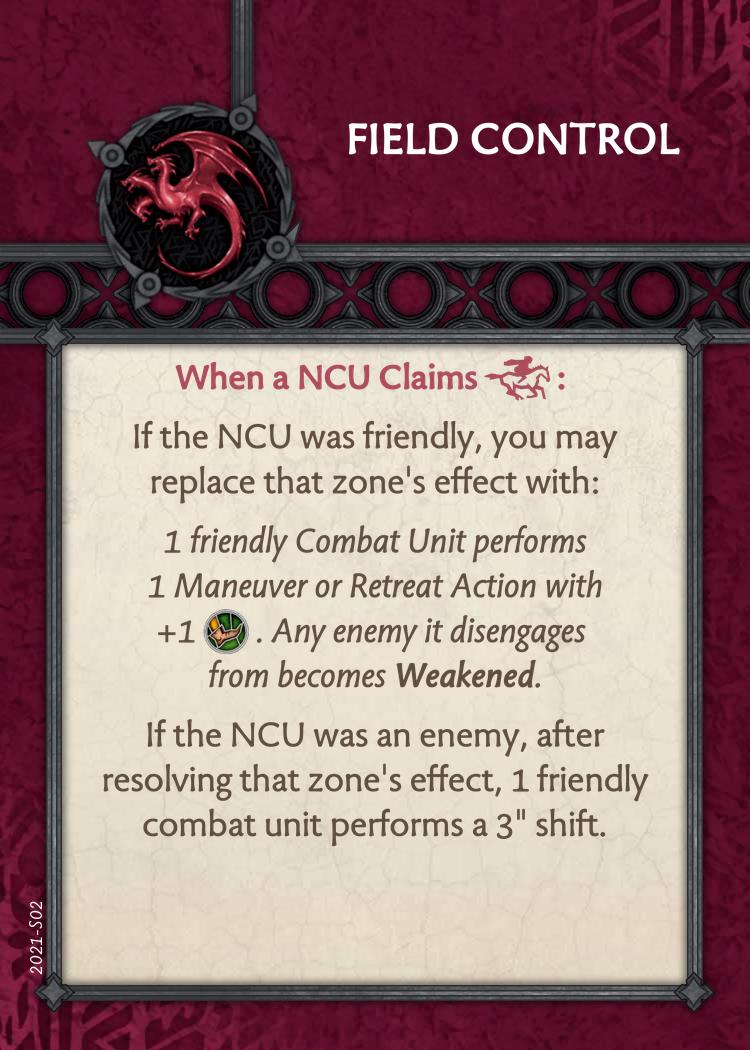 FIELD CONTROL
When a NCU Claims :
If the NCU was friendly, you may
replace that zone's effect with:
1 friendly Combat Unit performs
1 Maneuver or Retreat Action with
+1 . Any enemy it disengages
from becomes Weakened.
If the NCU was an enemy, after
resolving that zone's effect, 1 friendly
combat unit performs a 3" shift.
2021-S02